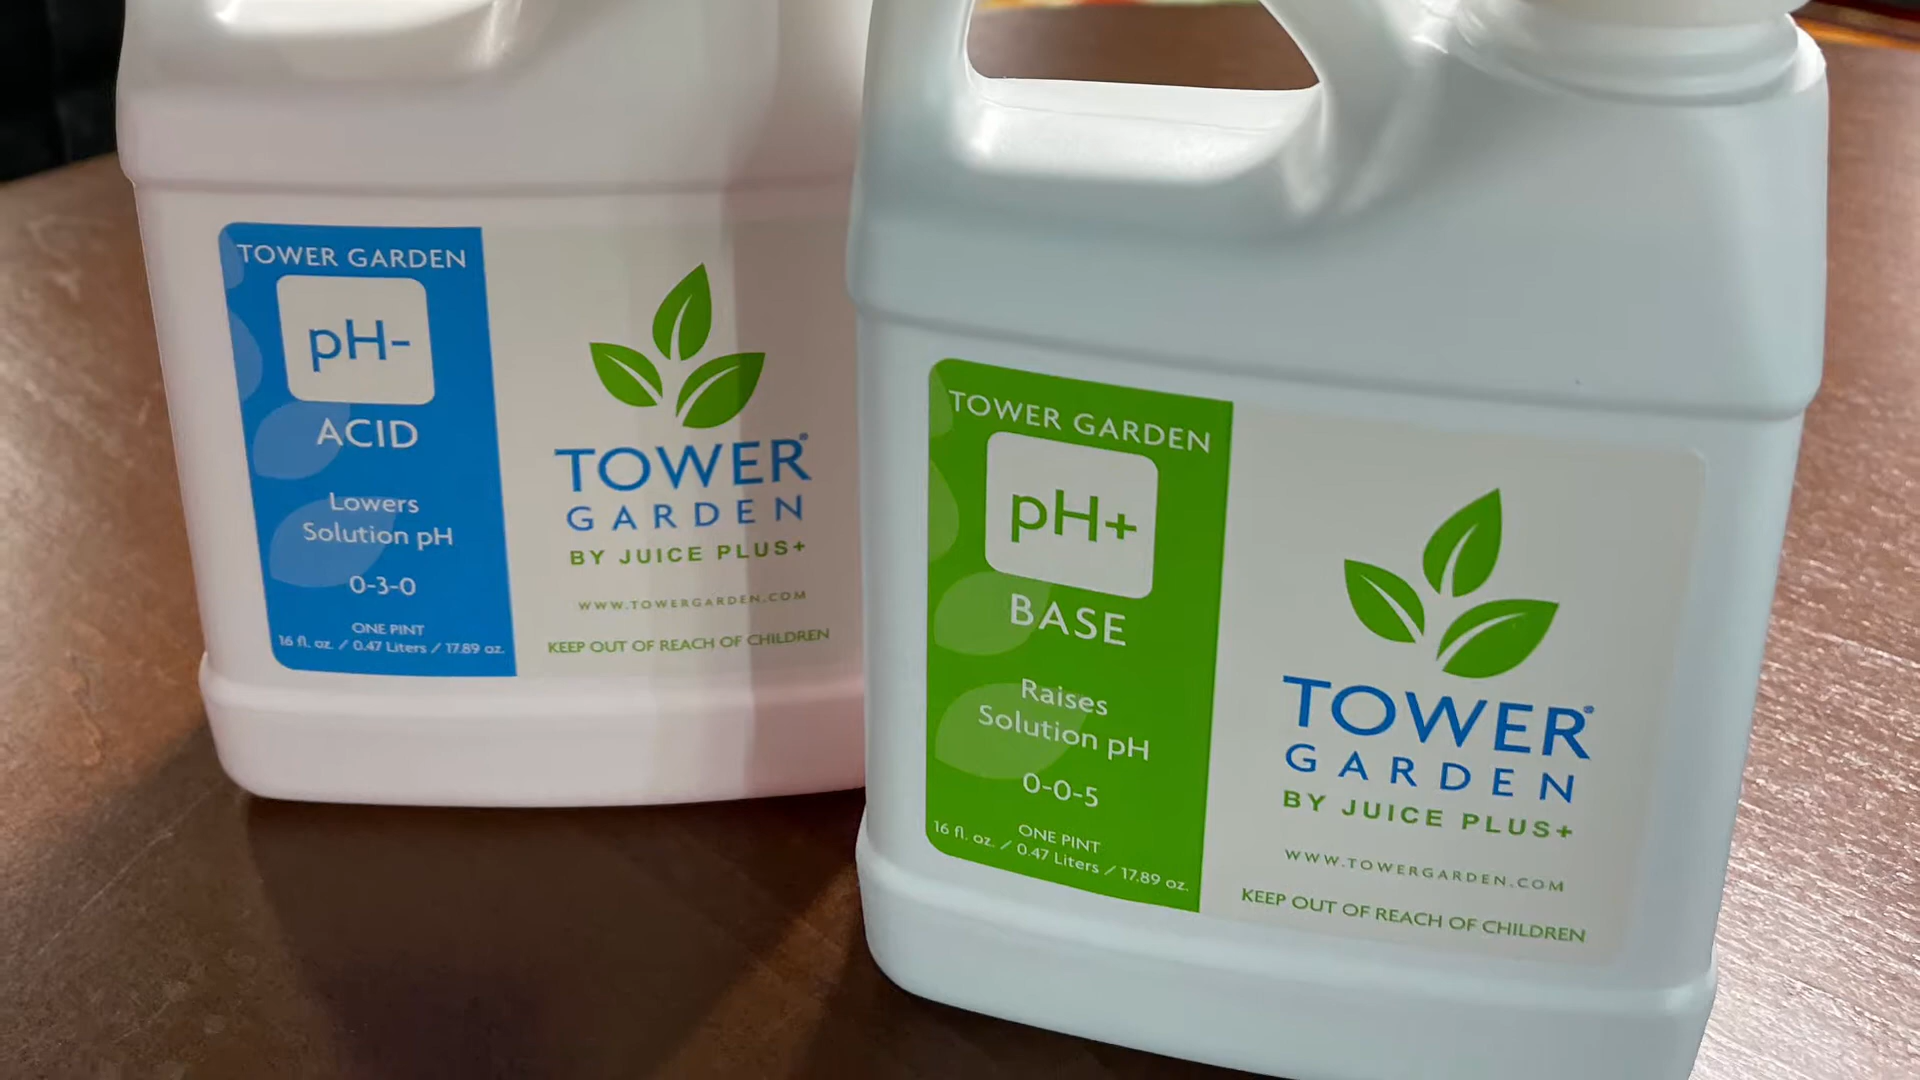 TOWER GARDEN
pH-
ACID
Lowers
Solution pH
0-3-0
ONE PINT
16 fl. oz. / 0.47 Liters / 17.89 oz.
TOWER®
GARDEN
BY JUICE PLUS+
WWW.TOWERGARDEN.COM
KEEP OUT OF REACH OF CHILDREN
TOWER GARDEN
pH+
BASE
Raises
Solution pH
0-0-5
ONE PINT
16 fl. oz. / 0.47 Liters / 17.89 oz.
TOWER®
GARDEN
BY JUICE PLUS+
WWW.TOWERGARDEN.COM
KEEP OUT OF REACH OF CHILDREN